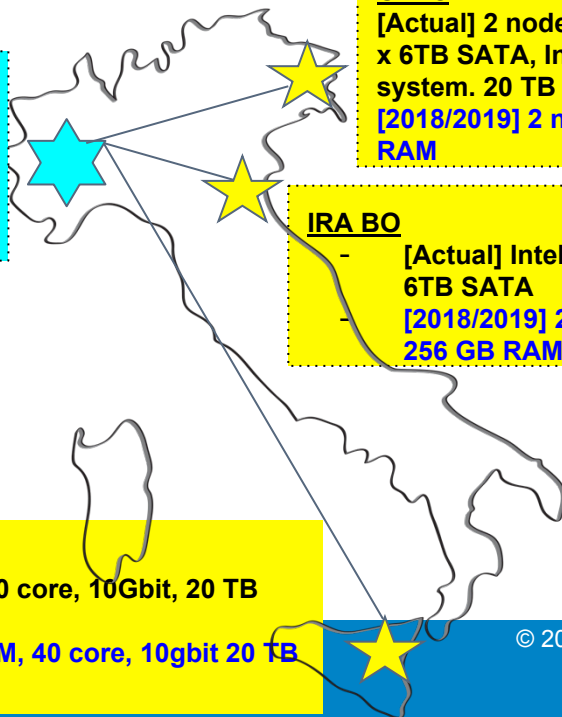 [Actual] 2 node
x 6TB SATA, In
system. 20 TB
[2018/2019] 2 n
RAM
IRA BO
- [Actual] Intel
6TB SATA
- [2018/2019] 2
256 GB RAM
0 core, 10Gbit, 20 TB
M, 40 core, 10gbit 20 TB
© 20